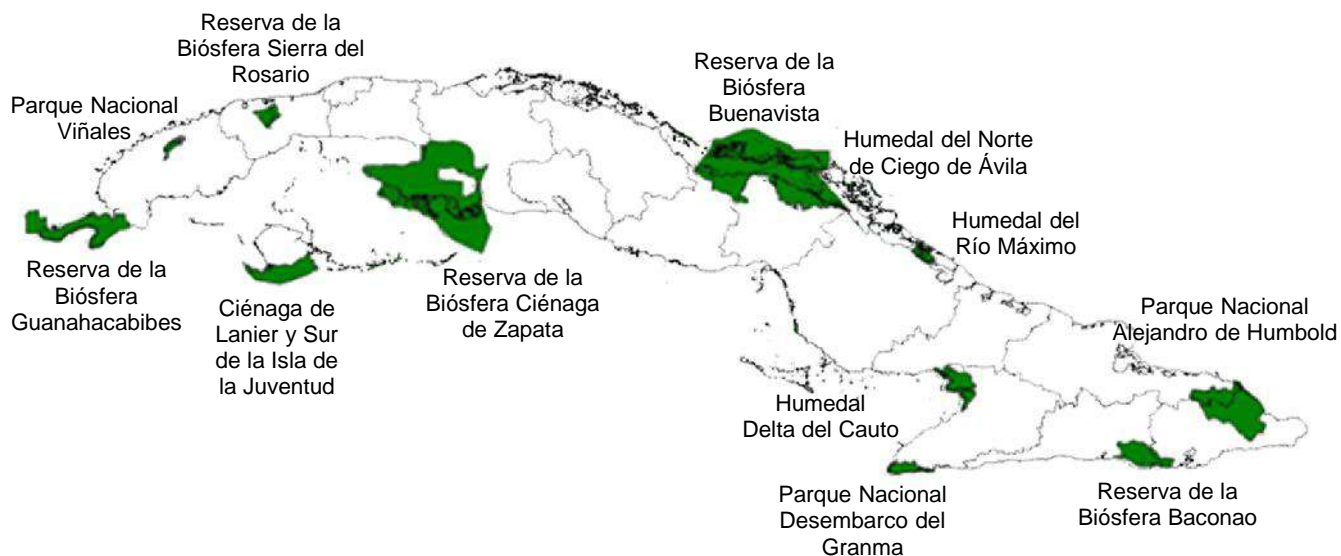 Reserva de la
Biósfera Sierra del
Rosario
Parque Nacional
Viñales
Reserva de la
Biósfera
Buenavista
Humedal del Norte
de Ciego de Ávila
Humedal del
Río Máximo
Reserva de la
Biósfera
Guanahacabibes
Ciénaga de
Lanier y Sur
de la Isla de
la Juventud
Reserva de la
Biósfera Ciénaga
de Zapata
Parque Nacional
Alejandro de Humbold
Humedal
Delta del Cauto
Parque Nacional
Desembarco del
Granma
Reserva de la
Biósfera Baconao